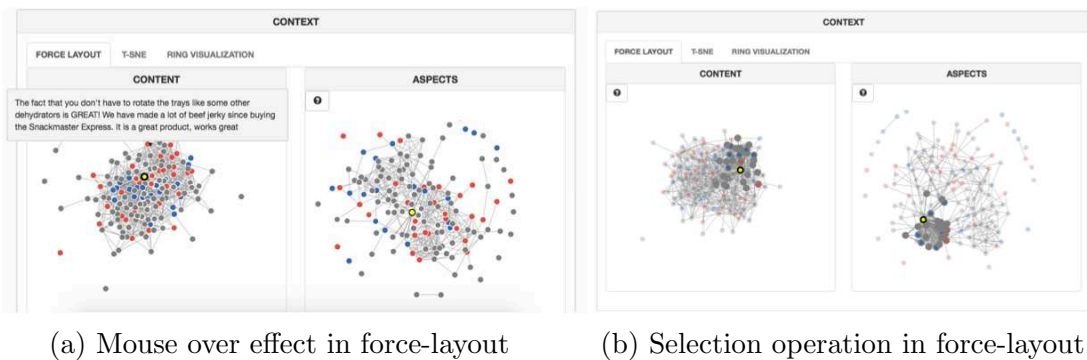 CONTEXT
FORCE LAYOUT T-SNE RING VISUALIZATION
CONTENT
The fact that you don't have to rotate the trays like some other
dehydrators is GREAT! We have made a lot of beef jerky since buying
the Snackmaster Express. It is a great product, works great
ASPECTS
?
(a) Mouse over effect in force-layout
CONTEXT
FORCE LAYOUT T-SNE RING VISUALIZATION
CONTENT
?
ASPECTS
?
(b) Selection operation in force-layout